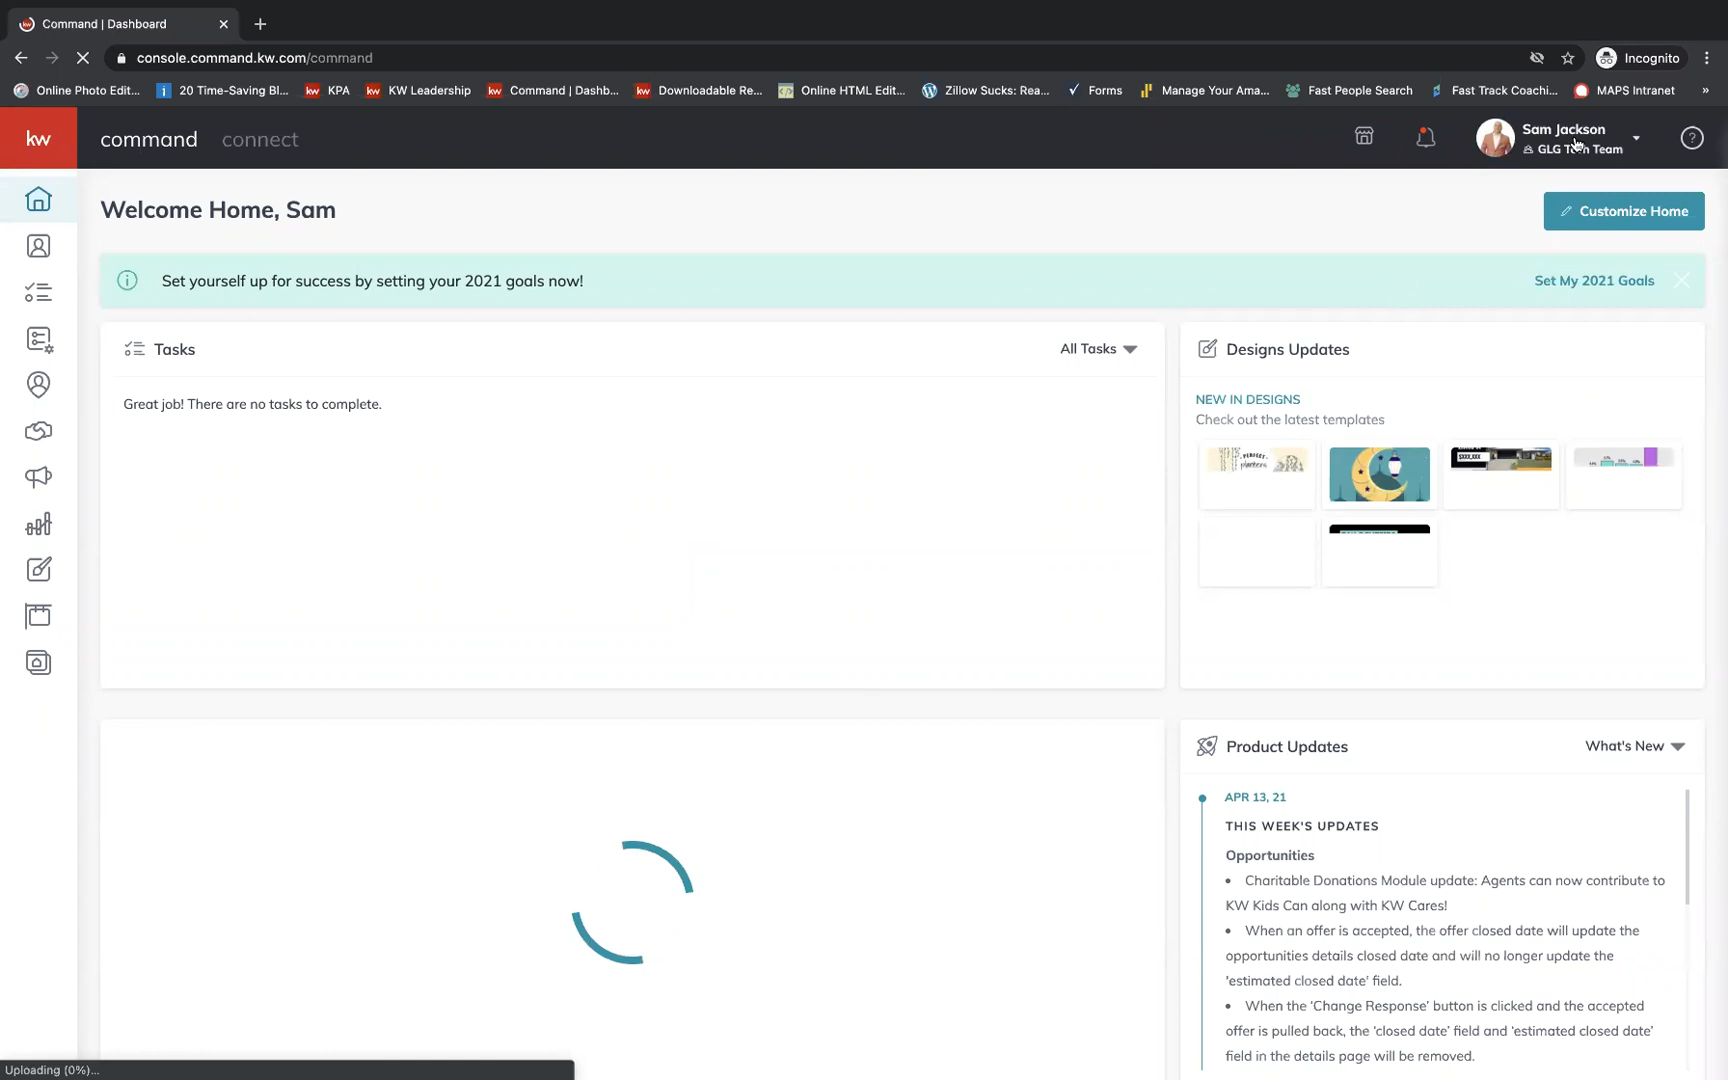 Command | Dashboard
console.command.kw.com/command
Incognito
Online Photo Edit...
20 Time-Saving Bl...
kw KPA
kw KW Leadership
kw Command | Dashb...
kw Downloadable Re...
Online HTML Edit...
Zillow Sucks: Rea...
Forms
Manage Your Ama...
Fast People Search
Fast Track Coachi...
MAPS Intranet
»
kw
command
connect
Sam Jackson
GLG Team
?
Welcome Home, Sam
Customize Home
Set yourself up for success by setting your 2021 goals now!
Set My 2021 Goals
Tasks
All Tasks
Great job! There are no tasks to complete.
Designs Updates
NEW IN DESIGNS
Check out the latest templates
PERFECT
planters
$XXX,XXX
Product Updates
What's New
APR 13, 21
THIS WEEK'S UPDATES
Opportunities
• Charitable Donations Module update: Agents can now contribute to
KW Kids Can along with KW Cares!
• When an offer is accepted, the offer closed date will update the
opportunities details closed date and will no longer update the
'estimated closed date' field.
• When the 'Change Response' button is clicked and the accepted
offer is pulled back, the 'closed date' field and 'estimated closed date'
field in the details page will be removed.
Uploading (0%)...